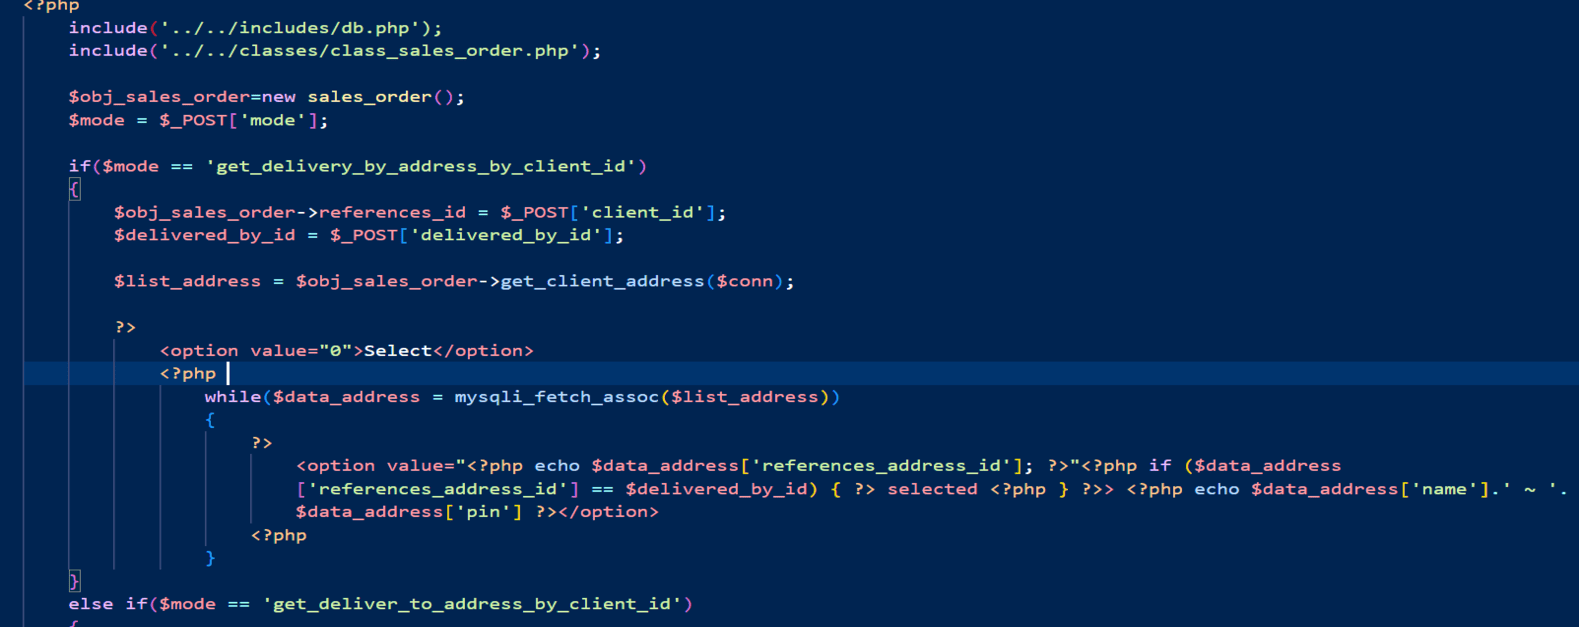 <?php
include('../../includes/db.php');
include('../../classes/class_sales_order.php');
$obj_sales_order=new sales_order();
$mode = $_POST['mode'];
if($mode == 'get_delivery_by_address_by_client_id')
{
$obj_sales_order->references_id = $_POST['client_id'];
$delivered_by_id = $_POST['delivered_by_id'];
$list_address = $obj_sales_order->get_client_address($conn);
?>
<option value="0">Select</option>
<?php
while($data_address = mysqli_fetch_assoc($list_address))
{
?>
<option value="<?php echo $data_address['references_address_id']; ?>"<?php if ($data_address
['references_address_id'] == $delivered_by_id) { ?> selected <?php } ?>> <?php echo $data_address['name'].' ~ '.
$data_address['pin'] ?></option>
<?php
}
}
else if($mode == 'get_deliver_to_address_by_client_id')
{